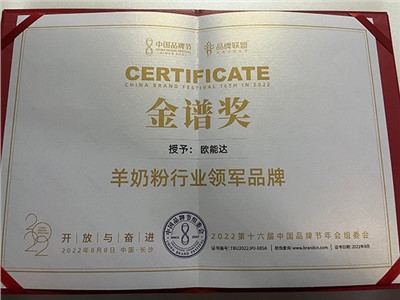 中国品牌节
品牌联盟
CERTIFICATE
CHINA BRAND FESTIVAL 16TH IN 2022
金谱奖
授予：欧能达
羊奶粉行业领军品牌
2022
开放与奋进
2022年8月8日 中国·长沙
2022第十六届中国品牌节年会组委会